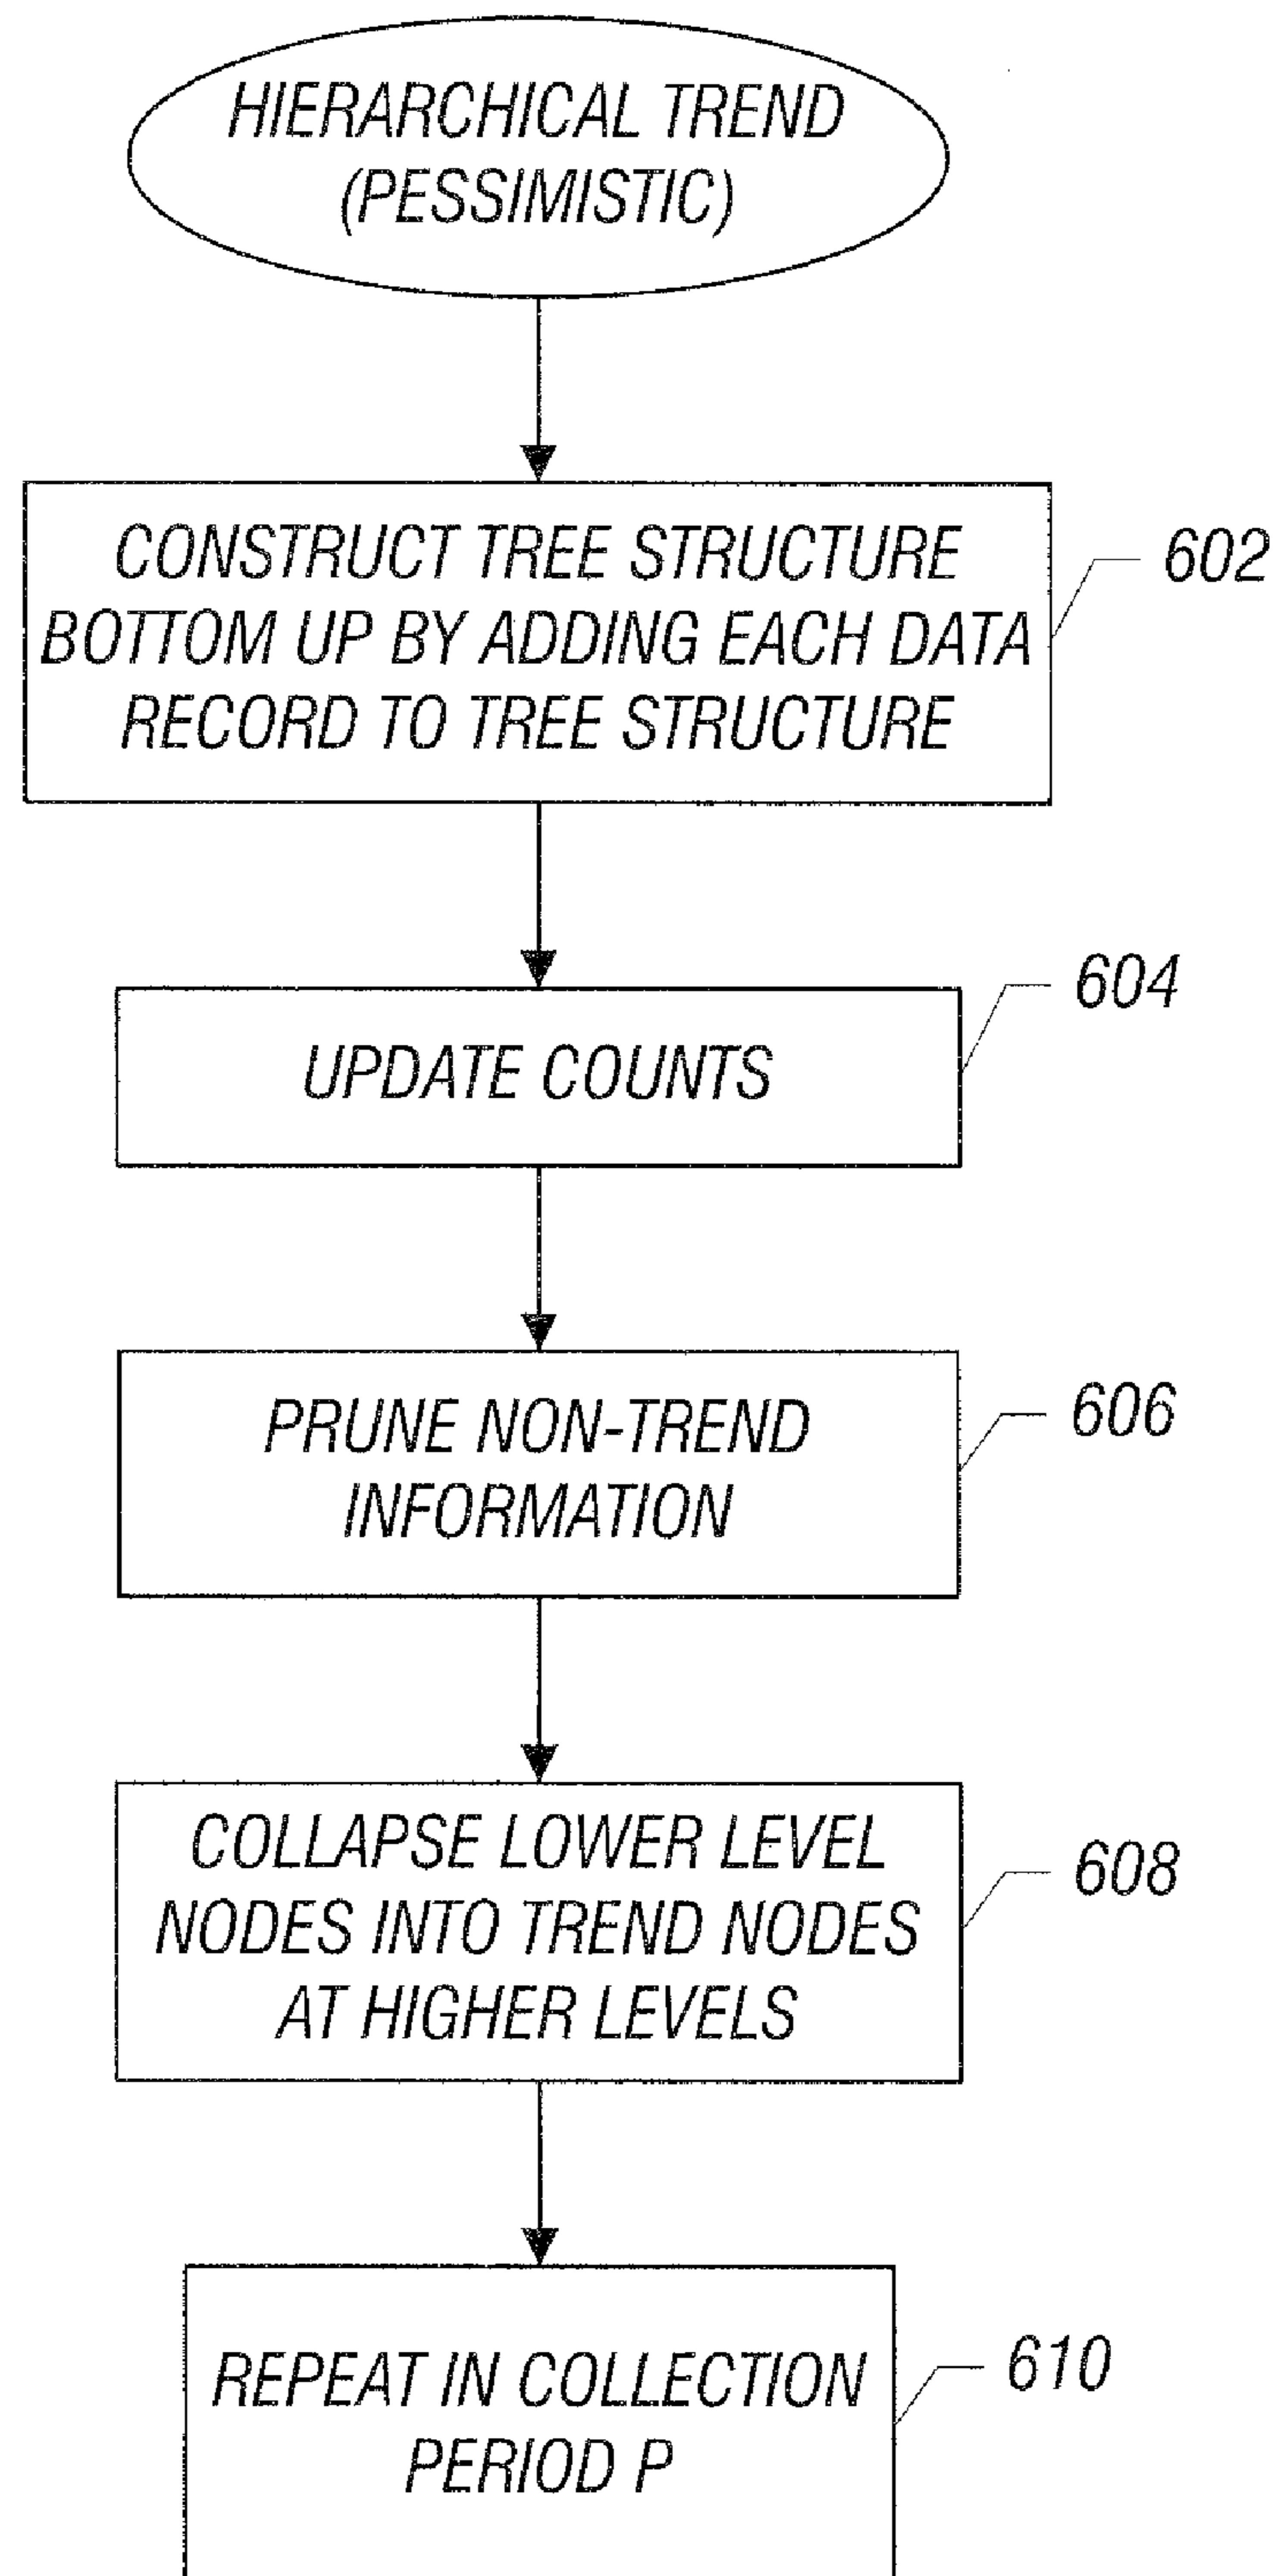 HIERARCHICAL TREND
(PESSIMISTIC)
CONSTRUCT TREE STRUCTURE
BOTTOM UP BY ADDING EACH DATA
RECORD TO TREE STRUCTURE
602
UPDATE COUNTS
604
PRUNE NON-TREND
INFORMATION
606
COLLAPSE LOWER LEVEL
NODES INTO TREND NODES
AT HIGHER LEVELS
608
REPEAT IN COLLECTION
PERIOD P
610